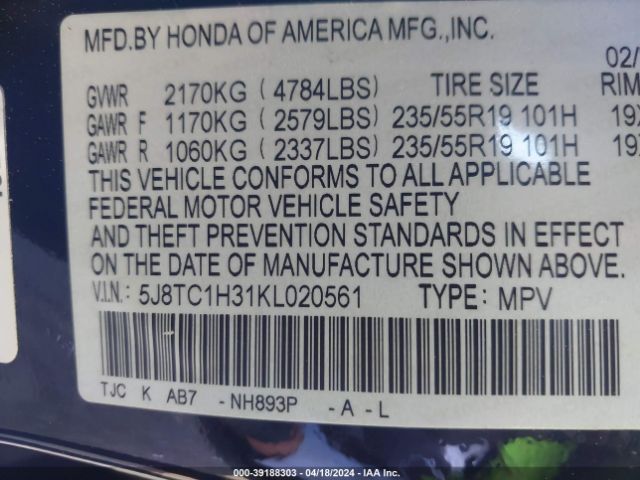 MFD.BY HONDA OF AMERICA MFG.,INC.
02/
GVWR 2170KG ( 4784LBS) TIRE SIZE RIM
GAWR F 1170KG ( 2579LBS) 235/55R19 101H 19X
GAWR R 1060KG ( 2337LBS) 235/55R19 101H 19X
THIS VEHICLE CONFORMS TO ALL APPLICABLE
FEDERAL MOTOR VEHICLE SAFETY
AND THEFT PREVENTION STANDARDS IN EFFECT
ON THE DATE OF MANUFACTURE SHOWN ABOVE.
V.I.N.: 5J8TC1H31KL020561 TYPE: MPV
TJC K AB7 -NH893P -A -L
000-39188303 - 04/18/2024 - IAA Inc.